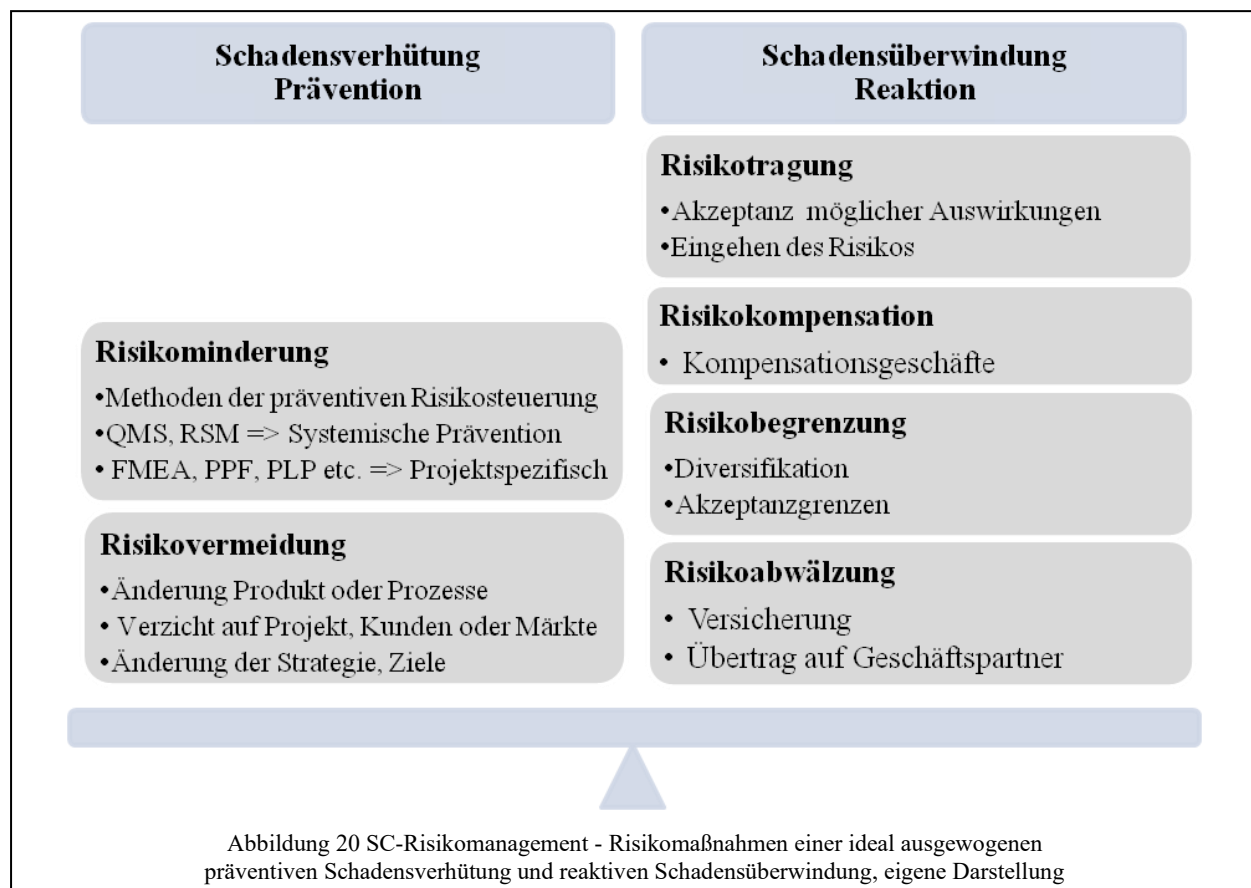 Schadensverhütung
Prävention
Risikominderung
•Methoden der präventiven Risikosteuerung
•QMS, RSM => Systemische Prävention
• FMEA, PPF, PLP etc. => Projektspezifisch
Risikovermeidung
•Änderung Produkt oder Prozesse
• Verzicht auf Projekt, Kunden oder Märkte
•Änderung der Strategie, Ziele
Schadensüberwindung
Reaktion
Risikotragung
•Akzeptanz möglicher Auswirkungen
•Eingehen des Risikos
Risikokompensation
• Kompensationsgeschäfte
Risikobegrenzung
•Diversifikation
•Akzeptanzgrenzen
Risikoabwälzung
• Versicherung
• Übertrag auf Geschäftspartner
Abbildung 20 SC-Risikomanagement - Risikomaßnahmen einer ideal ausgewogenen
präventiven Schadensverhütung und reaktiven Schadensüberwindung, eigene Darstellung